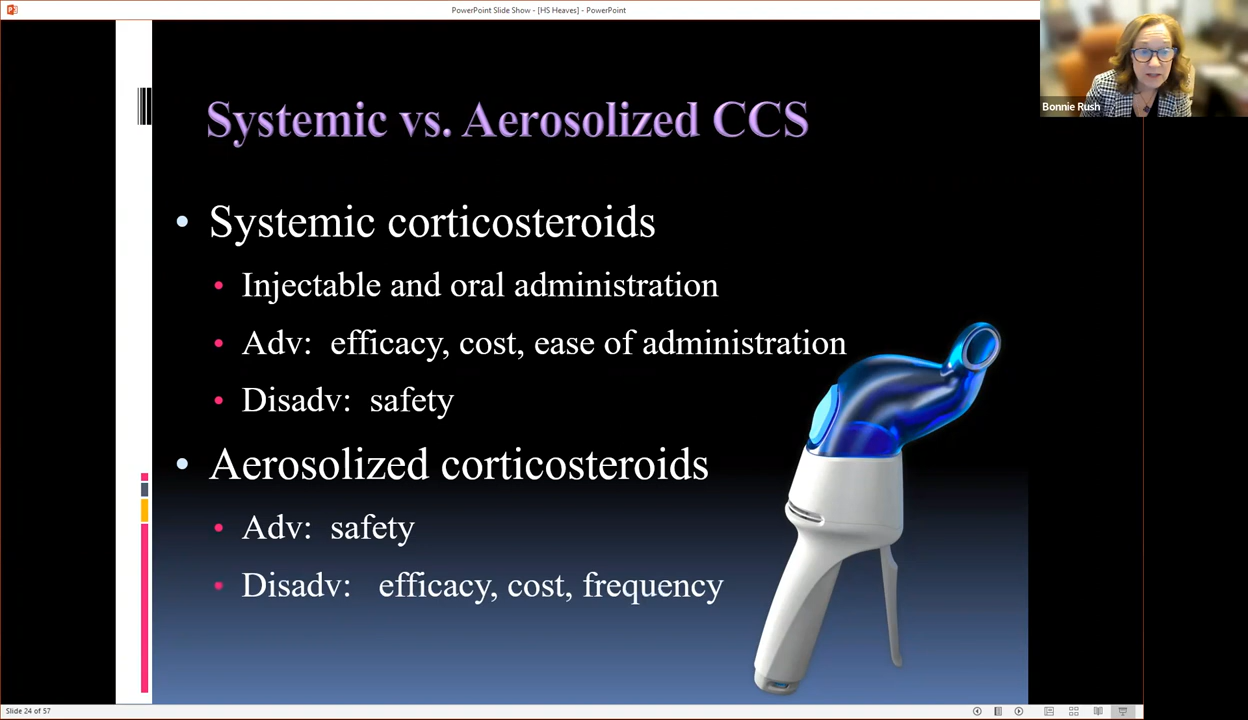 PowerPoint Slide Show - [HS Heaves] - PowerPoint
Bonnie Rush
Systemic vs. Aerosolized CCS
• Systemic corticosteroids
• Injectable and oral administration
• Adv:  efficacy, cost, ease of administration
• Disadv:  safety
• Aerosolized corticosteroids
• Adv:  safety
• Disadv:   efficacy, cost, frequency
Slide 24 of 57